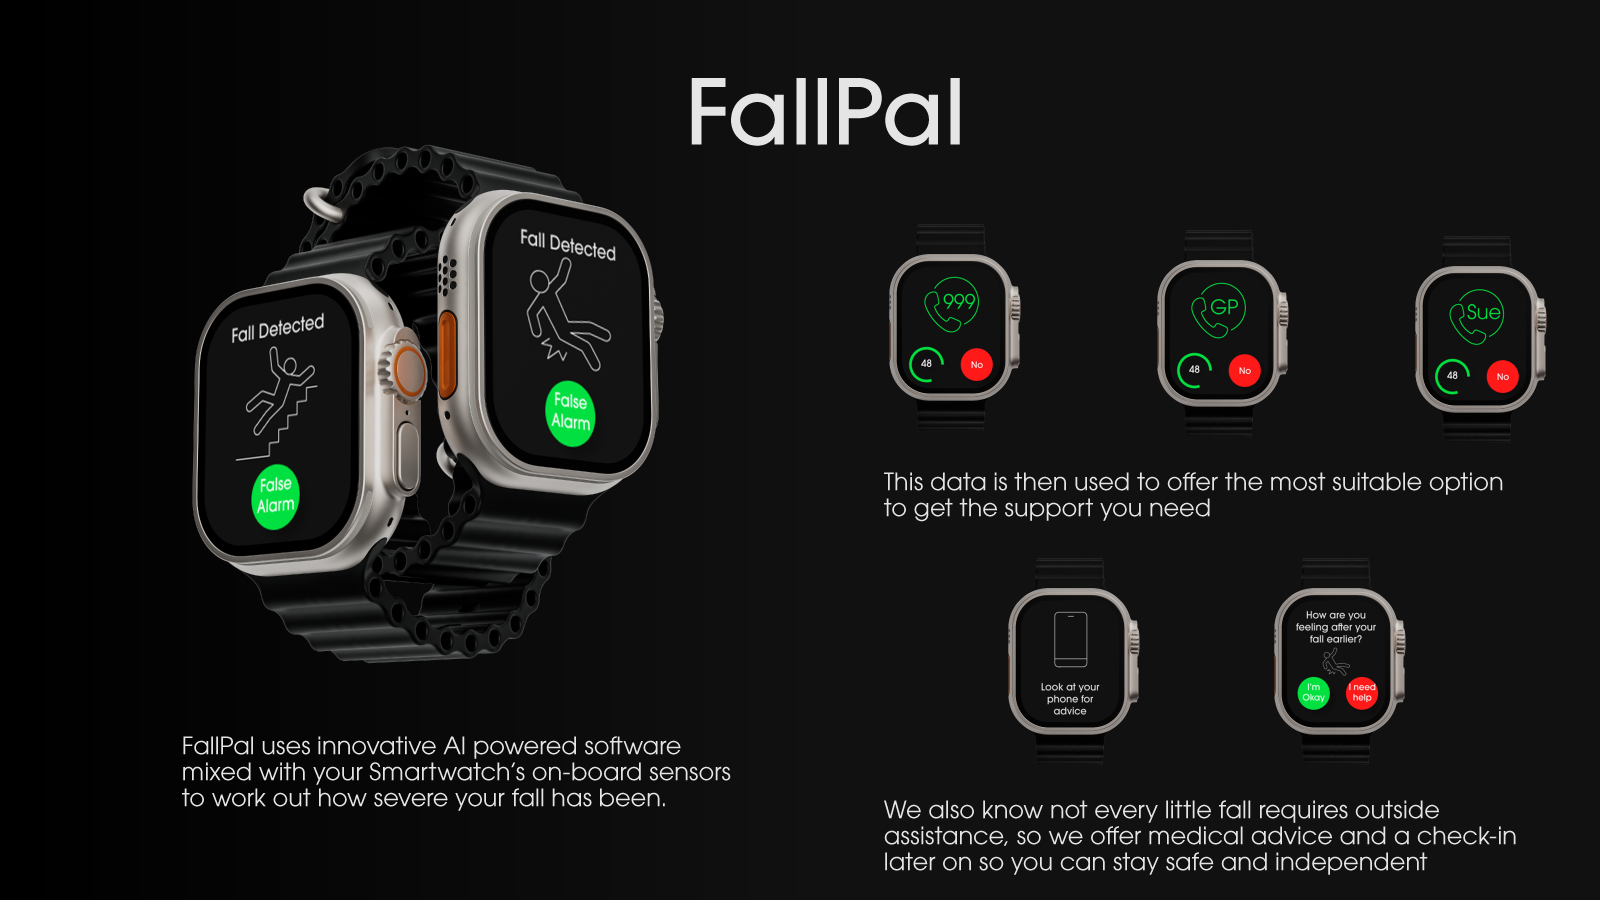 FallPal
Fall Detected
False
Alarm
Fall Detected
False
Alarm
FallPal uses innovative AI powered software
mixed with your Smartwatch's on-board sensors
to work out how severe your fall has been.
999
48
No
GP
48
No
Sue
48
No
This data is then used to offer the most suitable option
to get the support you need
Look at your
phone for
advice
How are you
feeling after your
fall earlier?
I'm
Okay
I need
help
We also know not every little fall requires outside
assistance, so we offer medical advice and a check-in
later on so you can stay safe and independent